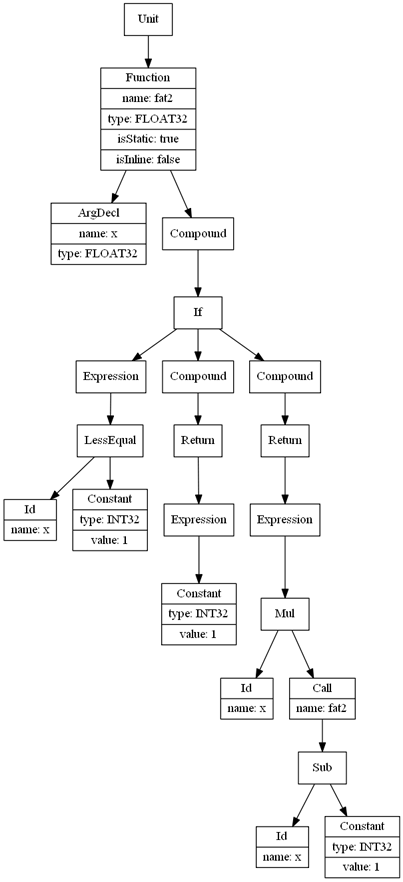 Unit
Function
name: fat2
type: FLOAT32
isStatic: true
isInline: false
ArgDecl
name: x
type: FLOAT32
Compound
If
Expression
Compound
Compound
LessEqual
Return
Return
Id
name: x
Constant
type: INT32
value: 1
Expression
Expression
Constant
type: INT32
value: 1
Mul
Id
name: x
Call
name: fat2
Sub
Id
name: x
Constant
type: INT32
value: 1